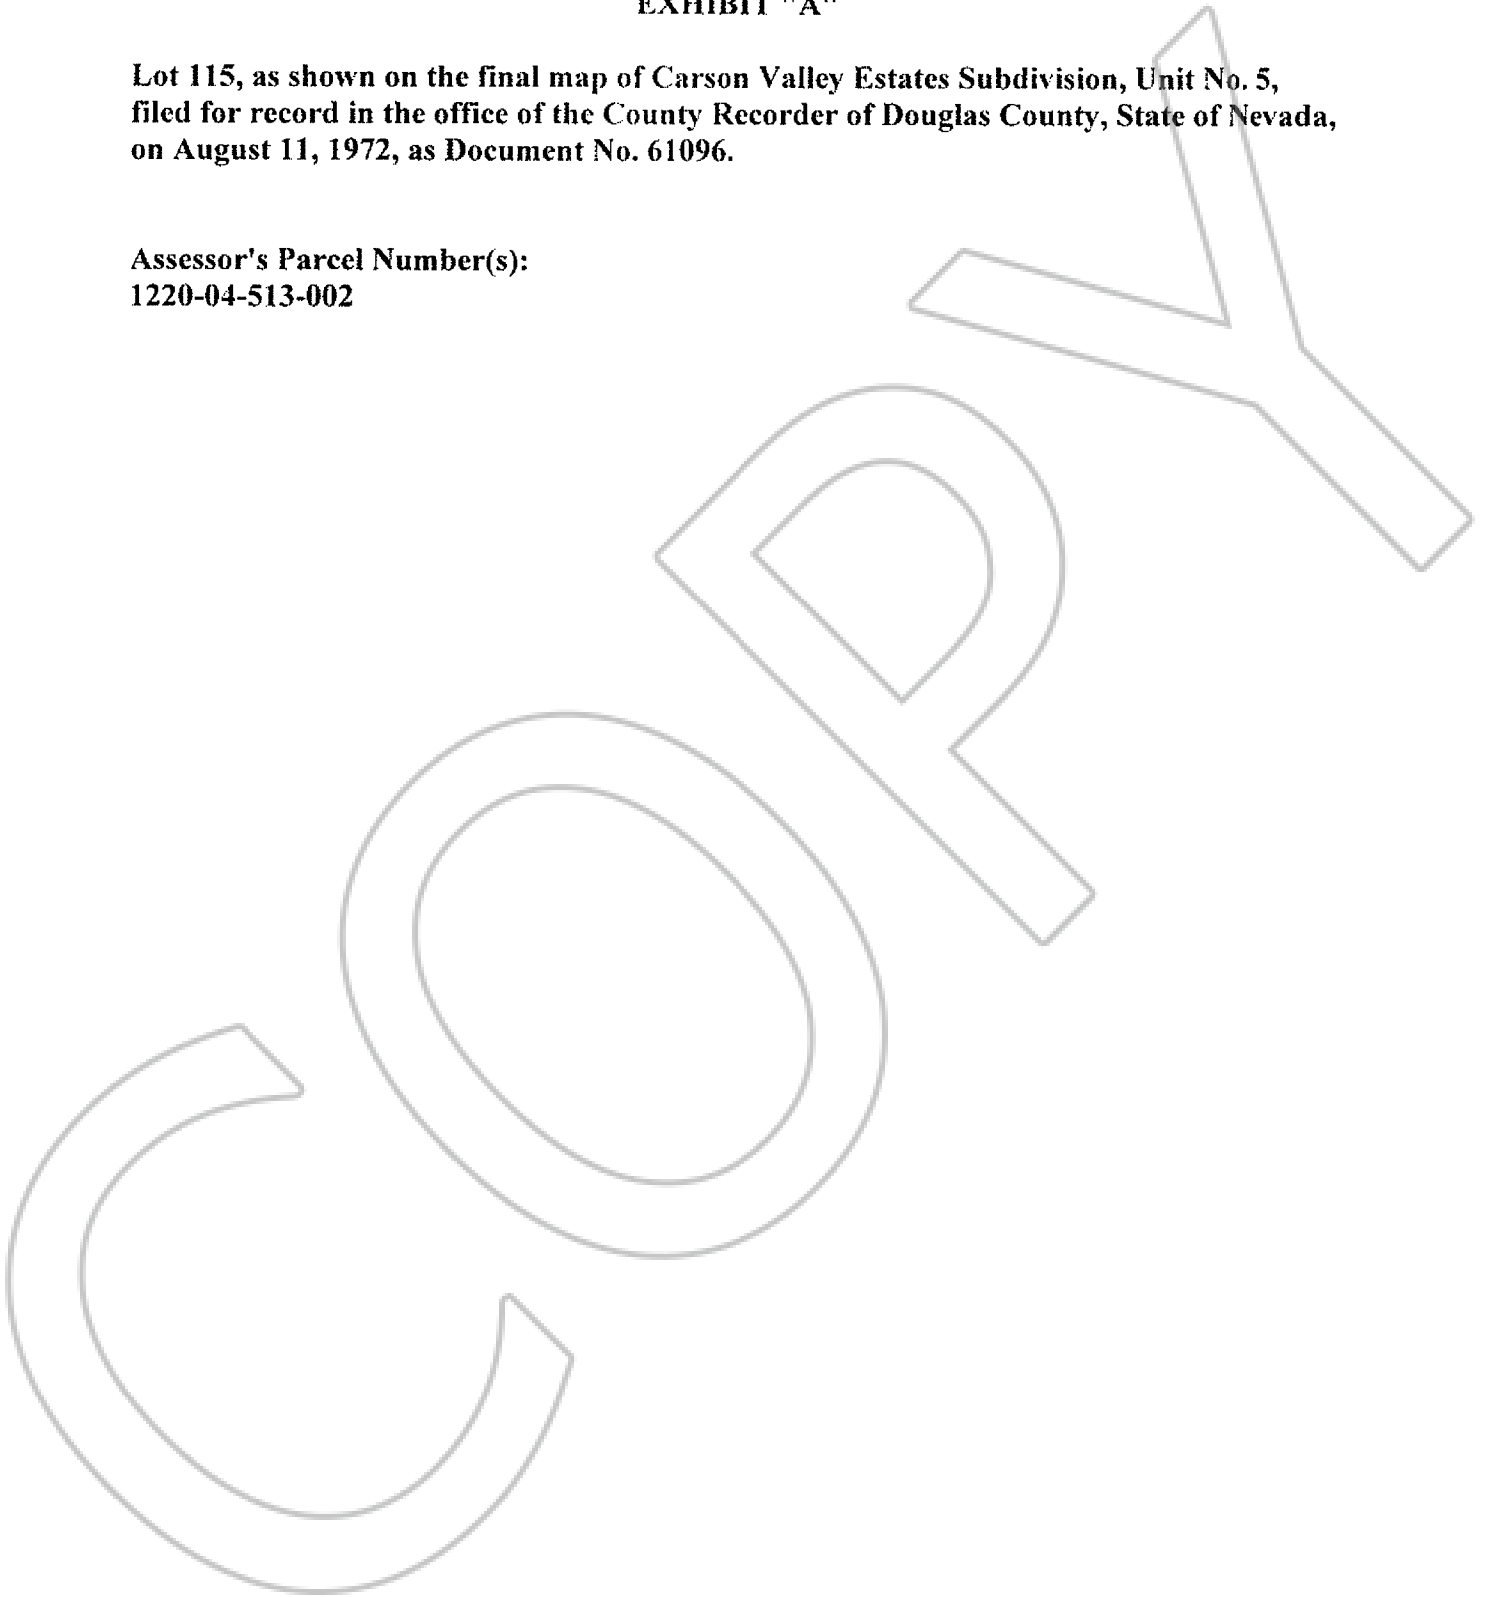 EXHIBIT "A"
Lot 115, as shown on the final map of Carson Valley Estates Subdivision, Unit No. 5,
filed for record in the office of the County Recorder of Douglas County, State of Nevada,
on August 11, 1972, as Document No. 61096.
Assessor's Parcel Number(s):
1220-04-513-002
COPY